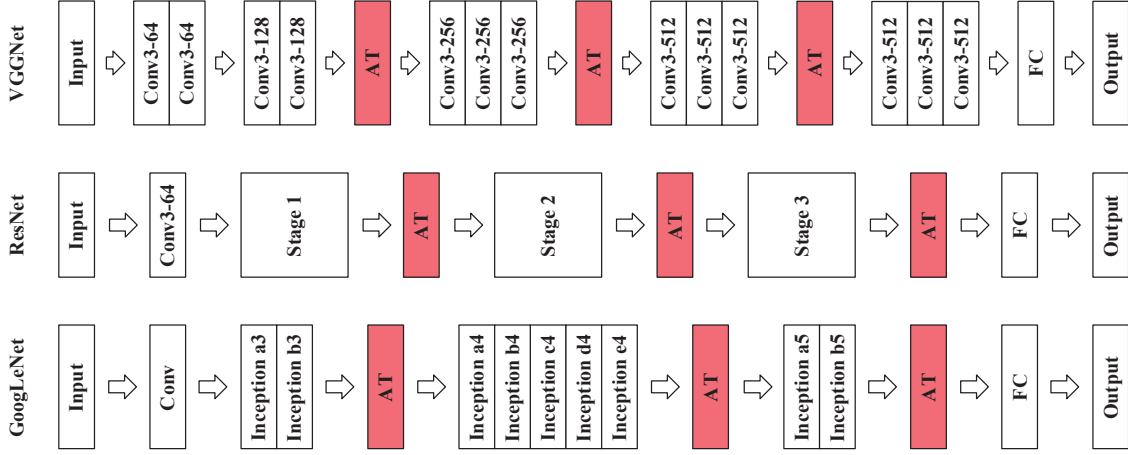 VGGNet
Input
Conv3-64
Conv3-64
Conv3-128
Conv3-128
AT
Conv3-256
Conv3-256
Conv3-256
AT
Conv3-512
Conv3-512
Conv3-512
AT
Conv3-512
Conv3-512
Conv3-512
FC
Output
ResNet
Input
Conv3-64
Stage 1
AT
Stage 2
AT
Stage 3
AT
FC
Output
GoogLeNet
Input
Conv
Inception a3
Inception b3
AT
Inception a4
Inception b4
Inception c4
Inception d4
Inception e4
AT
Inception a5
Inception b5
AT
FC
Output